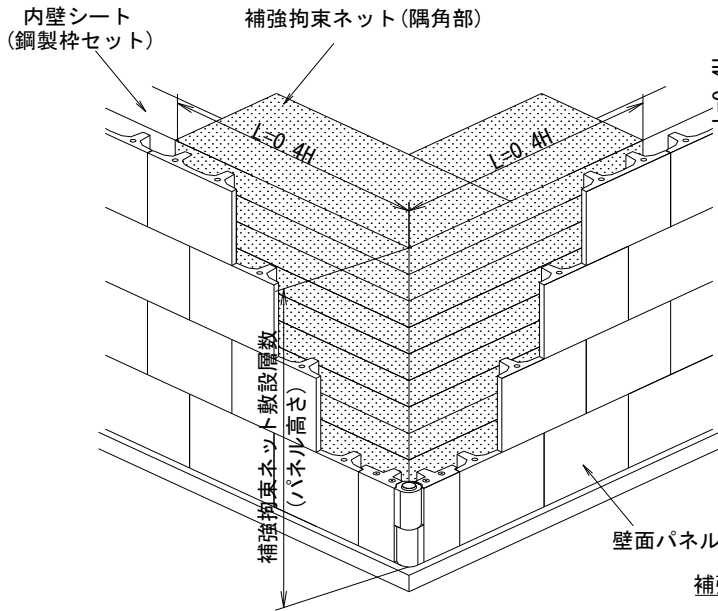 内壁シート
(鋼製枠セット)
補強拘束ネット(隅角部)
L=0.4H
L=0.4H
補強拘束ネット敷設層数
(パネル高さ)
壁面パネル
補強